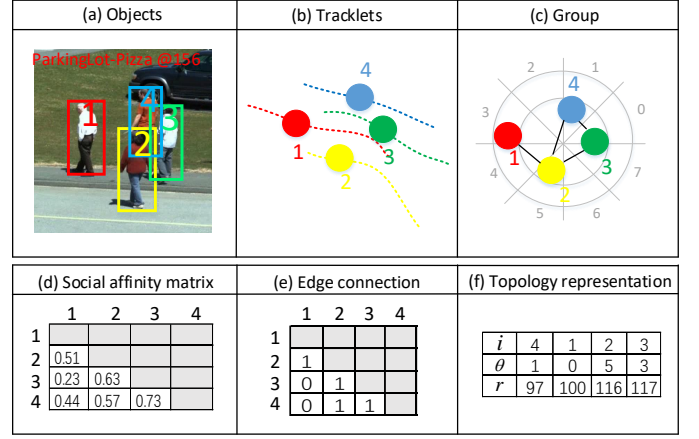 (a) Objects
(b) Tracklets
(c) Group
ParkingLot-Pizza @156
1
4
2
3
4
1
3
2
2
1
3
0
4
7
5
6
4
1
3
2
(d) Social affinity matrix
(e) Edge connection
(f) Topology representation
1 2 3 4
1
2 0.51
3 0.23 0.63
4 0.44 0.57 0.73
1 2 3 4
1
2 1
3 0 1
4 0 1 1
i 4 1 2 3
θ 1 0 5 3
r 97 100 116 117